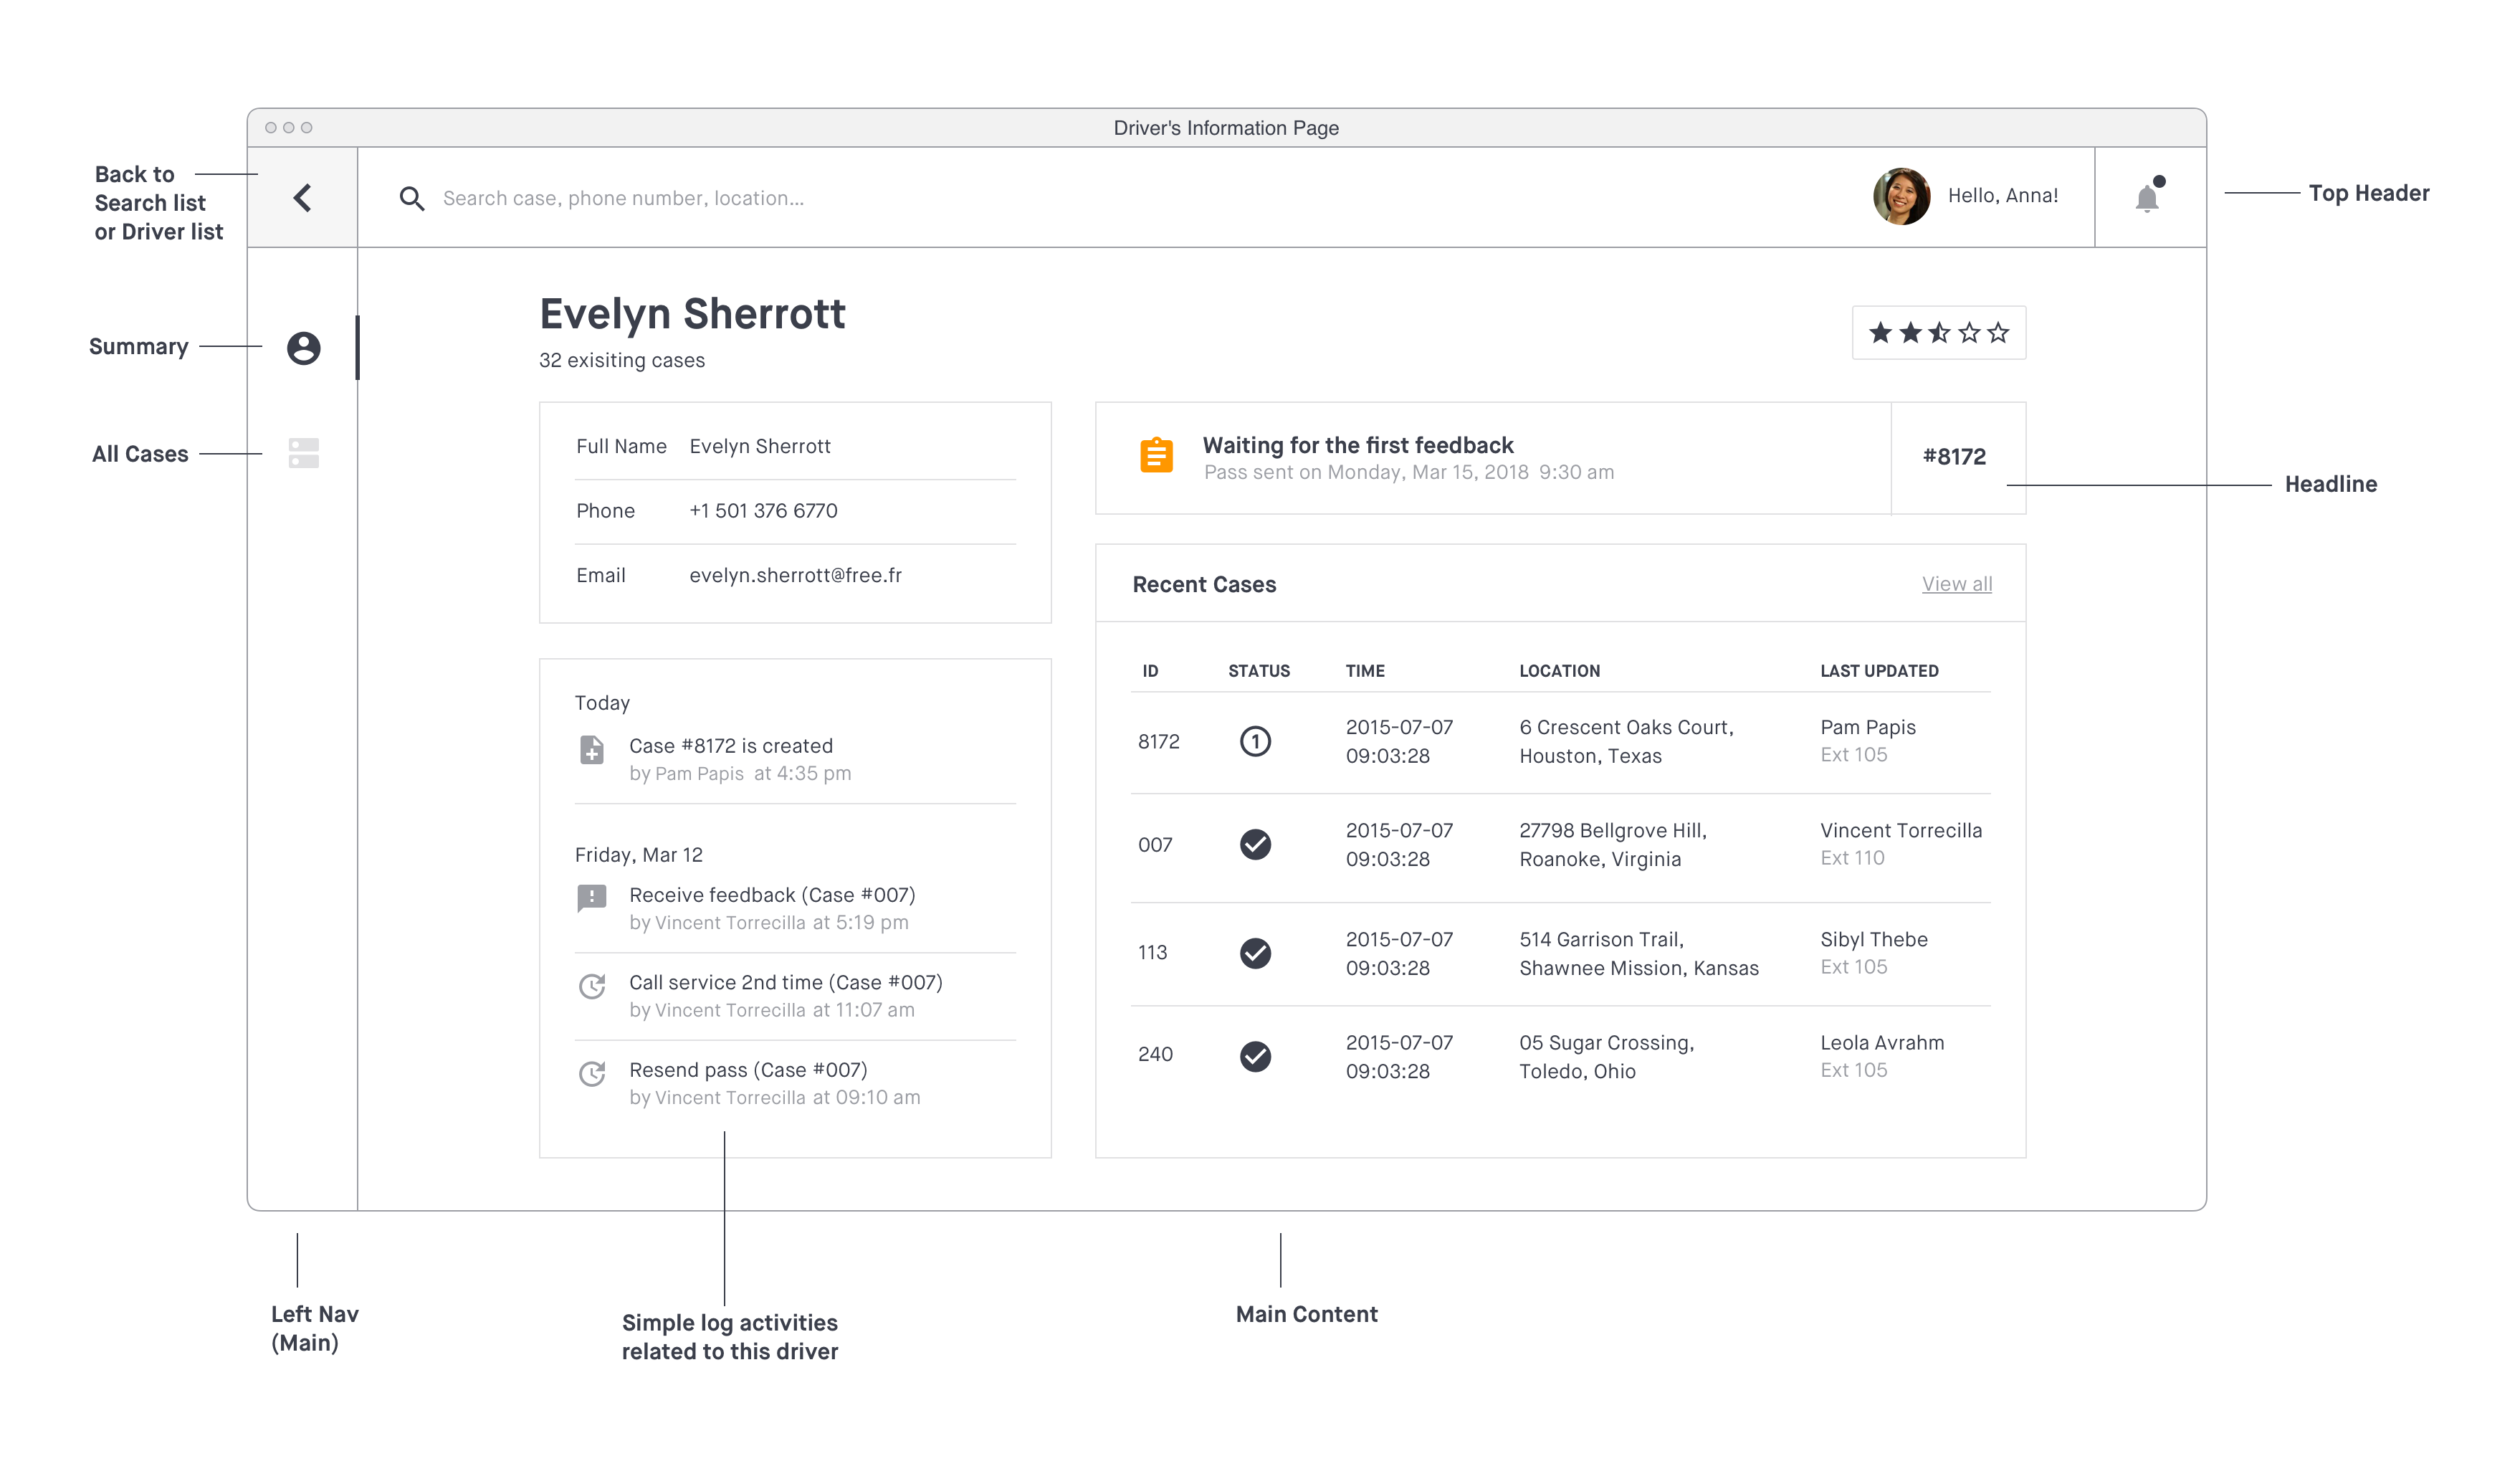 Driver's Information Page
Back to
Search list
or Driver list
Search case, phone number, location...
Hello, Anna!
Top Header
Summary
All Cases
Evelyn Sherrott
32 exisiting cases
Full Name Evelyn Sherrott
Phone +1 501 376 6770
Email evelyn.sherrott@free.fr
Waiting for the first feedback
Pass sent on Monday, Mar 15, 2018 9:30 am
#8172
Headline
Today
Case #8172 is created
by Pam Papis at 4:35 pm
Friday, Mar 12
Receive feedback (Case #007)
by Vincent Torrecilla at 5:19 pm
Call service 2nd time (Case #007)
by Vincent Torrecilla at 11:07 am
Resend pass (Case #007)
by Vincent Torrecilla at 09:10 am
Recent Cases View all
ID STATUS TIME LOCATION LAST UPDATED
8172 1 2015-07-07 6 Crescent Oaks Court, Pam Papis
09:03:28 Houston, Texas Ext 105
007 2015-07-07 27798 Bellgrove Hill, Vincent Torrecilla
09:03:28 Roanoke, Virginia Ext 110
113 2015-07-07 514 Garrison Trail, Sibyl Thebe
09:03:28 Shawnee Mission, Kansas Ext 105
240 2015-07-07 05 Sugar Crossing, Leola Avrahm
09:03:28 Toledo, Ohio Ext 105
Left Nav
(Main)
Simple log activities
related to this driver
Main Content